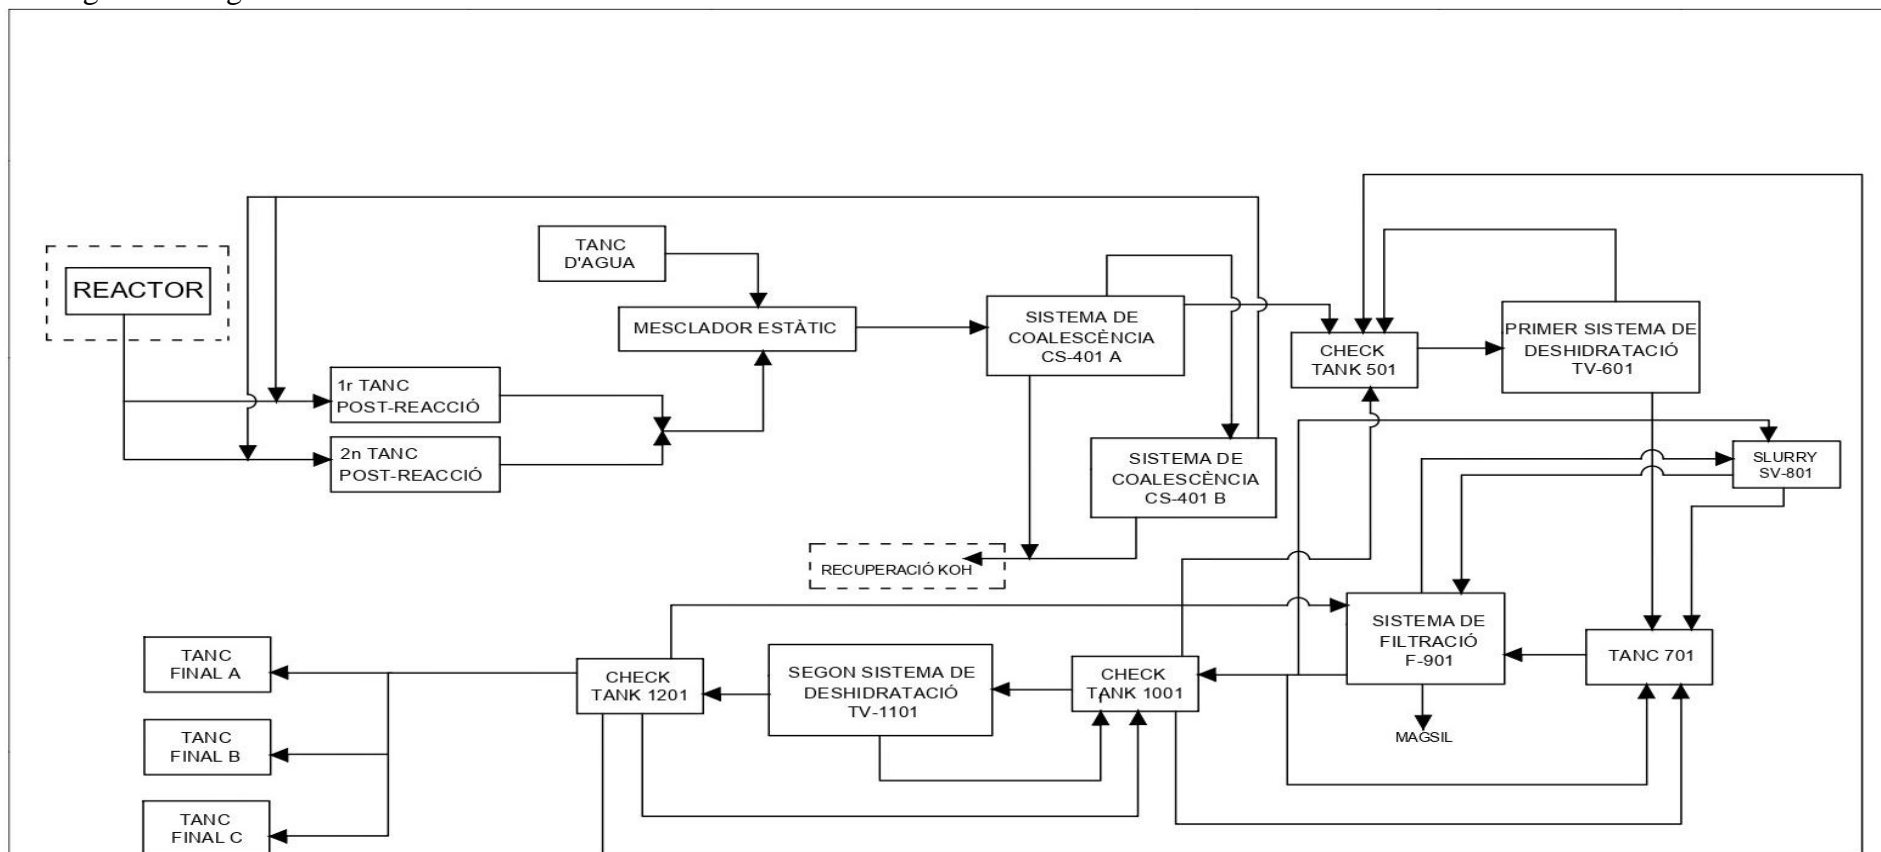 TANC
D'AGUA
REACTOR
MESCLADOR ESTÀTIC
SISTEMA DE
COALESCÈNCIA
CS-401 A
CHECK
TANK 501
PRIMER SISTEMA DE
DESHIDRATACIÓ
TV-601
1r TANC
POST-REACCIÓ
2n TANC
POST-REACCIÓ
SISTEMA DE
COALESCÈNCIA
CS-401 B
SLURRY
SV-801
RECUPERACIÓ KOH
SISTEMA DE
FILTRACIÓ
F-901
TANC 701
TANC
FINAL A
CHECK
TANK 1201
SEGON SISTEMA DE
DESHIDRATACIÓ
TV-1101
CHECK
TANK 1001
MAGSIL
TANC
FINAL B
TANC
FINAL C